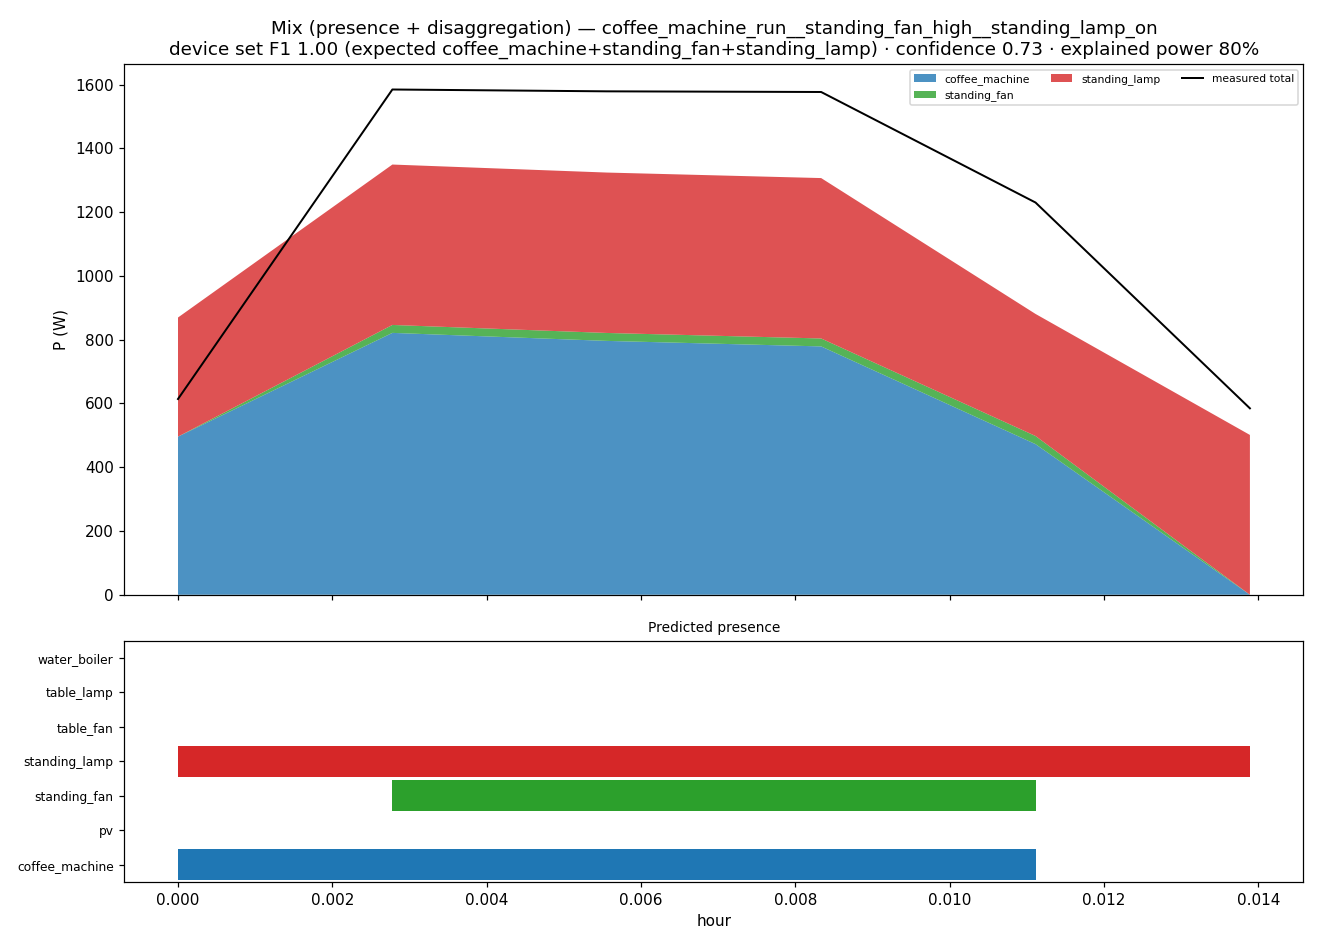 Mix (presence + disaggregation) — coffee_machine_run__standing_fan_high__standing_lamp_on
device set F1 1.00 (expected coffee_machine+standing_fan+standing_lamp) · confidence 0.73 · explained power 80%
coffee_machine
standing_lamp
measured total
standing_fan
1600
1400
1200
1000
800
600
400
200
0
P (W)
Predicted presence
water_boiler
table_lamp
table_fan
standing_lamp
standing_fan
pv
coffee_machine
0.000
0.002
0.004
0.006
0.008
0.010
0.012
0.014
hour